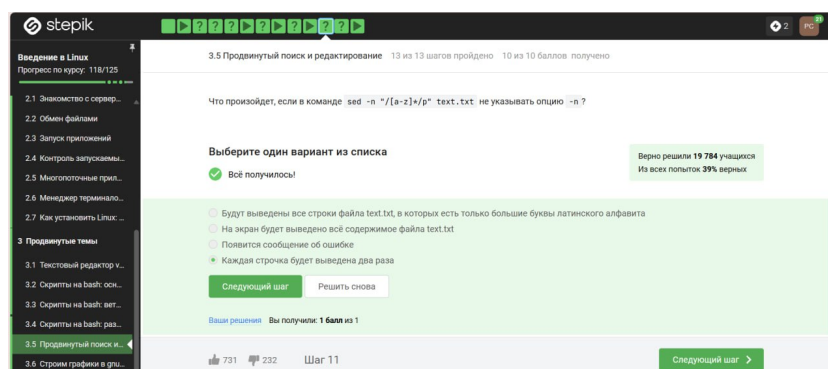 stepik
2
PC
21
Введение в Linux
Прогресс по курсу: 118/125
3.5 Продвинутый поиск и редактирование 13 из 13 шагов пройдено 10 из 10 баллов получено
2.1 Знакомство с сервер...
2.2 Обмен файлами
2.3 Запуск приложений
2.4 Контроль запускаемы...
2.5 Многопоточные прил...
2.6 Менеджер терминало...
2.7 Как установить Linux: ...
3 Продвинутые темы
3.1 Текстовый редактор v...
3.2 Скрипты на bash: осн...
3.3 Скрипты на bash: вет...
3.4 Скрипты на bash: раз...
3.5 Продвинутый поиск и...
3.6 Строим графики в gnu...
Что произойдет, если в команде sed -n "/[a-z]*/p" text.txt не указывать опцию -n ?
Выберите один вариант из списка
Всё получилось!
Верно решили 19 784 учащихся
Из всех попыток 39% верных
Будут выведены все строки файла text.txt, в которых есть только большие буквы латинского алфавита
На экран будет выведено всё содержимое файла text.txt
Появится сообщение об ошибке
Каждая строчка будет выведена два раза
Следующий шаг
Решить снова
Ваши решения Вы получили: 1 балл из 1
731 232 Шаг 11
Следующий шаг